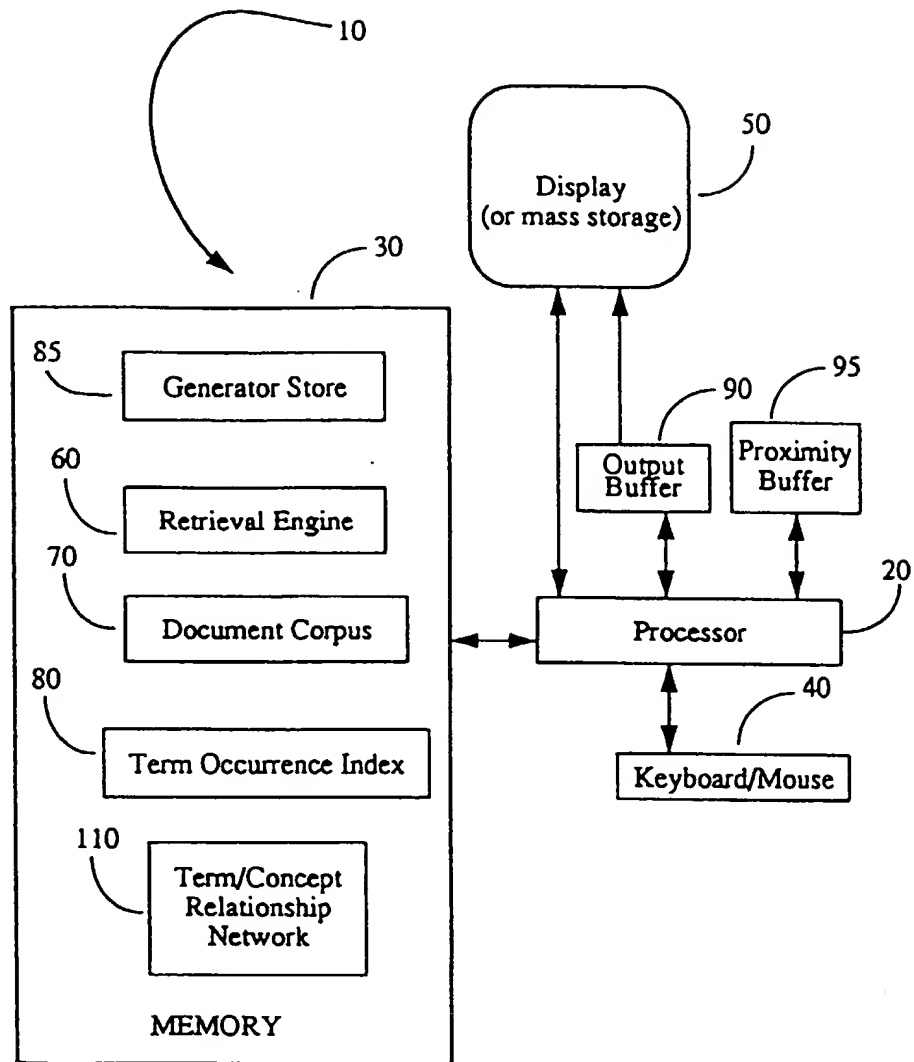 10
50
Display
(or mass storage)
30
85
Generator Store
90
95
Output
Buffer
Proximity
Buffer
60
Retrieval Engine
70
Document Corpus
20
Processor
80
Term Occurrence Index
40
Keyboard/Mouse
110
Term/Concept
Relationship
Network
MEMORY